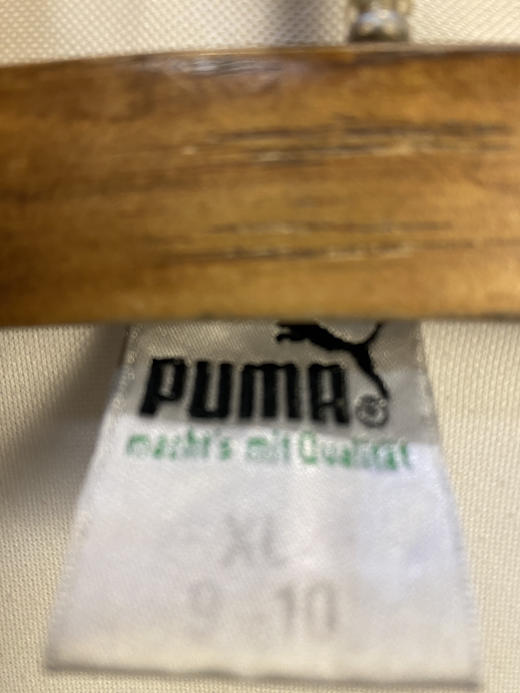 PUMA®
macht's mit Qualität
XL
9 - 10